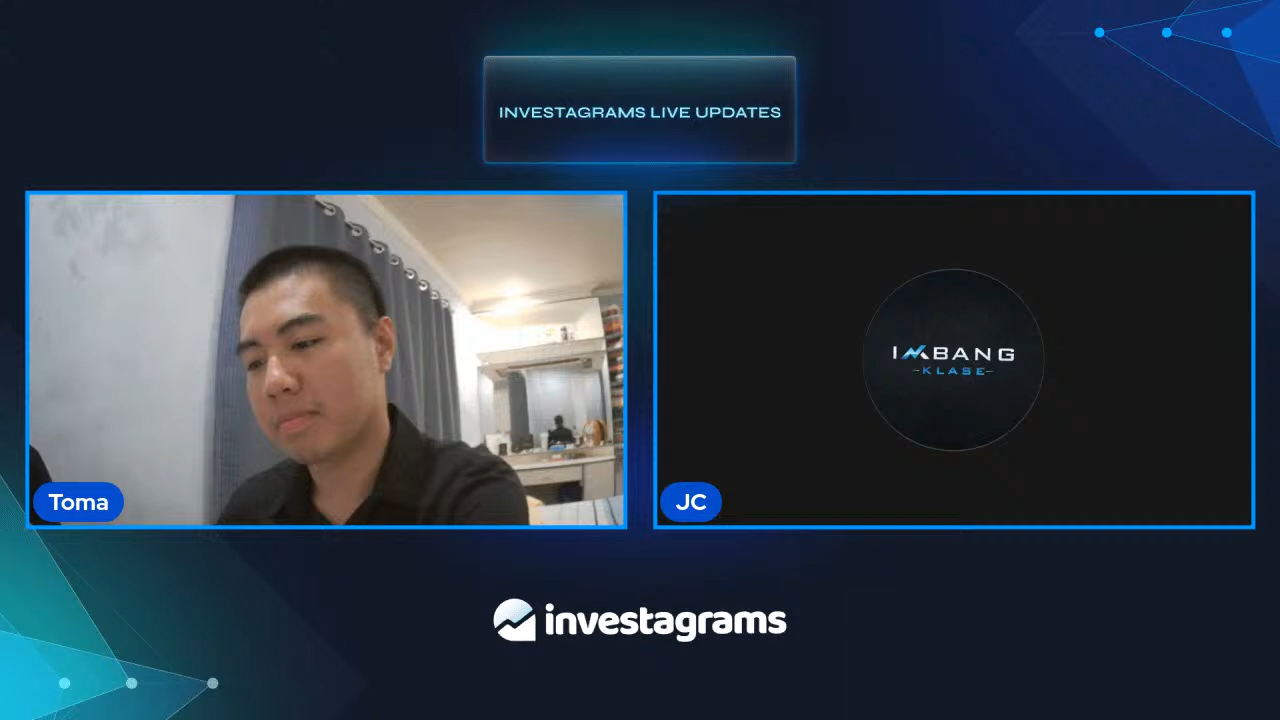 INVESTAGRAMS LIVE UPDATES
IMBANG
KLASE
Toma
JC
investagrams